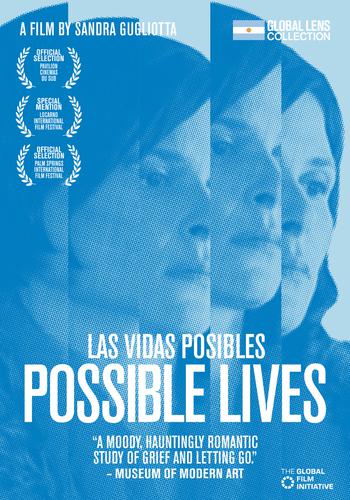 A FILM BY SANDRA GUGLIOTTA
GLOBAL LENS
COLLECTION
OFFICIAL
SELECTION
PAVILION
CINEMAS
DU SUD
SPECIAL
MENTION
LOCARNO
INTERNATIONAL
FILM FESTIVAL
OFFICIAL
SELECTION
PALM SPRINGS
INTERNATIONAL
FILM FESTIVAL
LAS VIDAS POSIBLES
POSSIBLE LIVES
“A MOODY, HAUNTINGLY ROMANTIC
STUDY OF GRIEF AND LETTING GO.”
– MUSEUM OF MODERN ART
THE GLOBAL
FILM
INITIATIVE